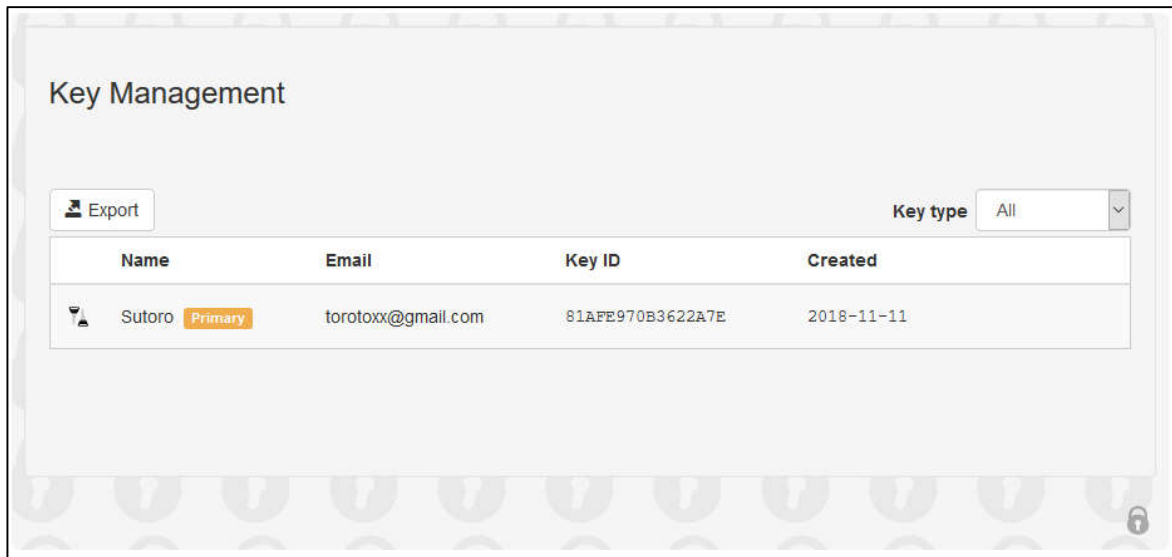 Key Management
Export
Key type All
Name Email Key ID Created
Sutoro Primary torotoxx@gmail.com 81AFE970B3622A7E 2018-11-11